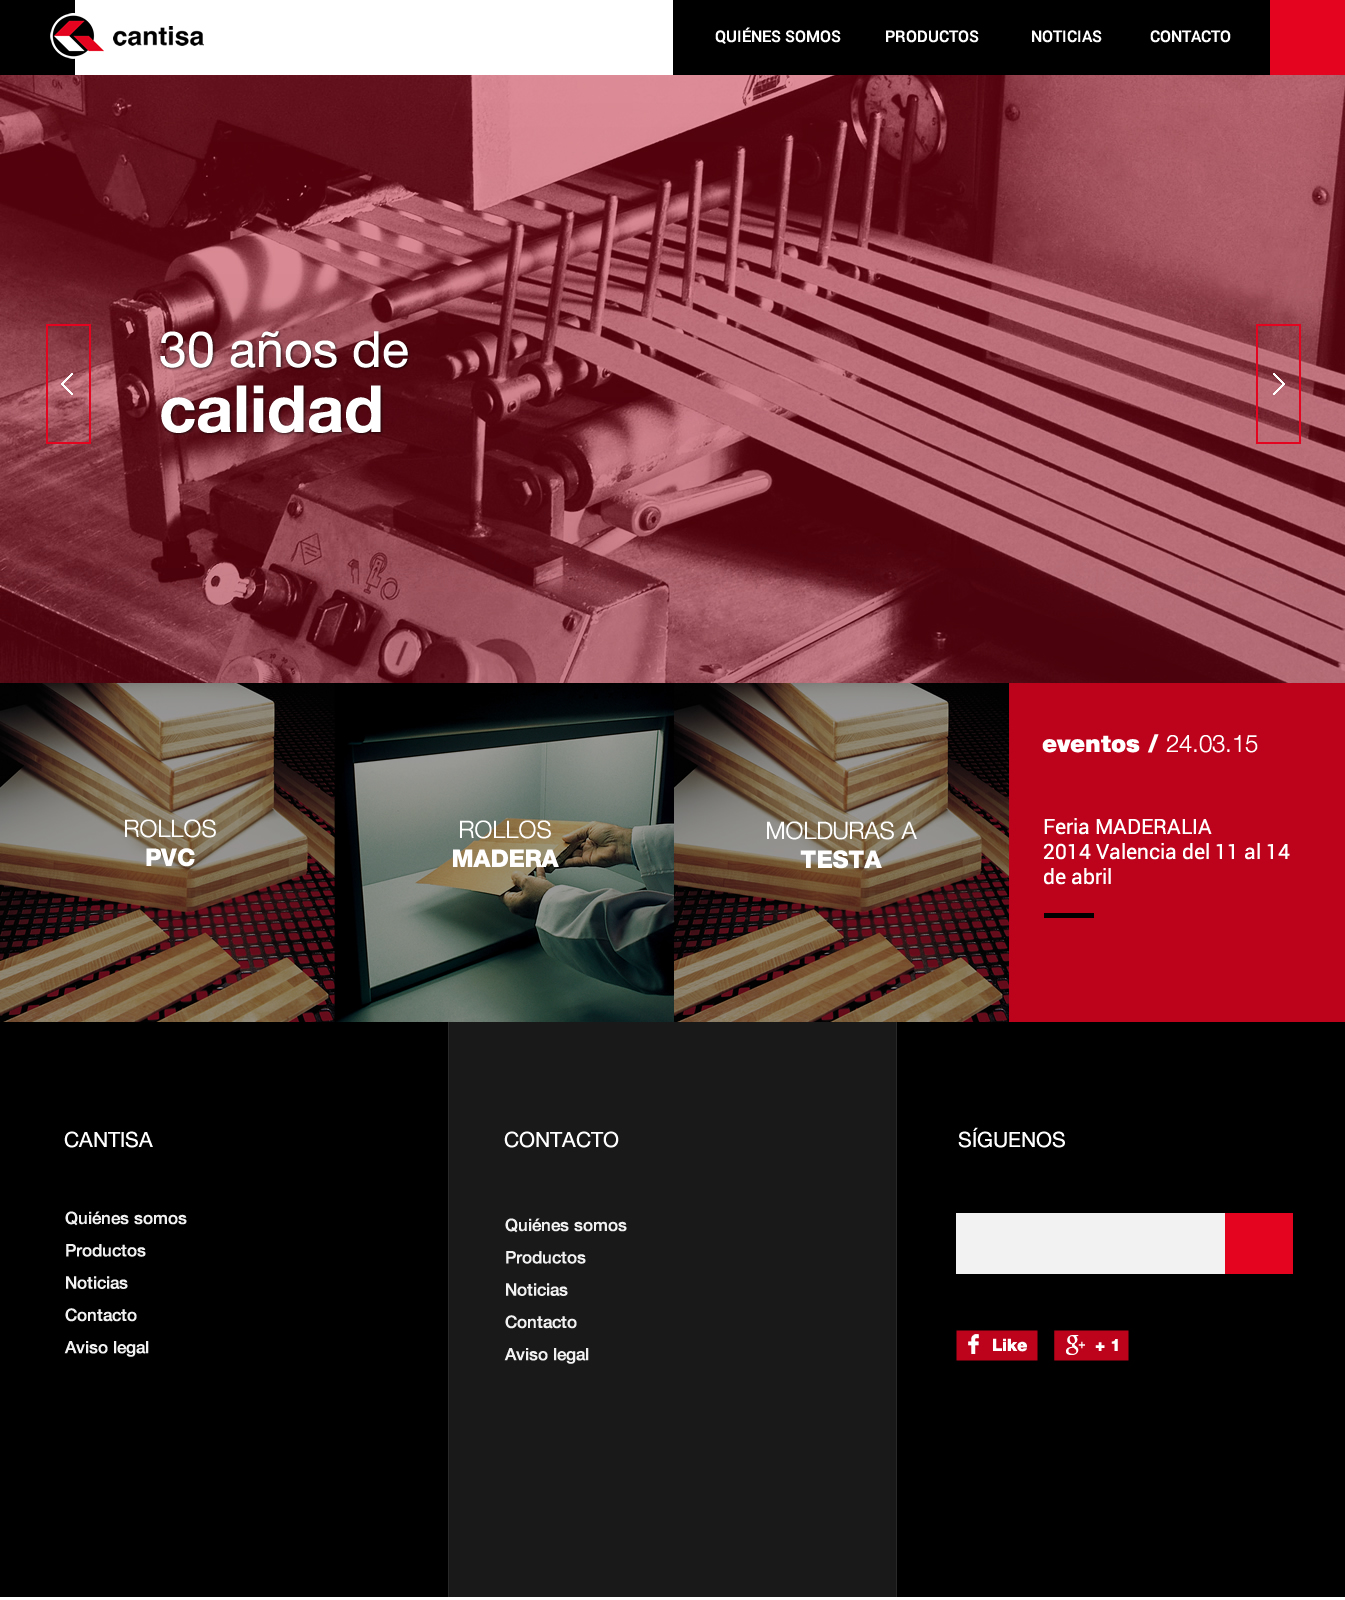 cantisa
QUIÉNES SOMOS
PRODUCTOS
NOTICIAS
CONTACTO
30 años de
calidad
ROLLOS
PVC
ROLLOS
MADERA
MOLDURAS A
TESTA
eventos / 24.03.15
Feria MADERALIA
2014 Valencia del 11 al 14
de abril
CANTISA
Quiénes somos
Productos
Noticias
Contacto
Aviso legal
CONTACTO
Quiénes somos
Productos
Noticias
Contacto
Aviso legal
SÍGUENOS
f Like
g+ + 1